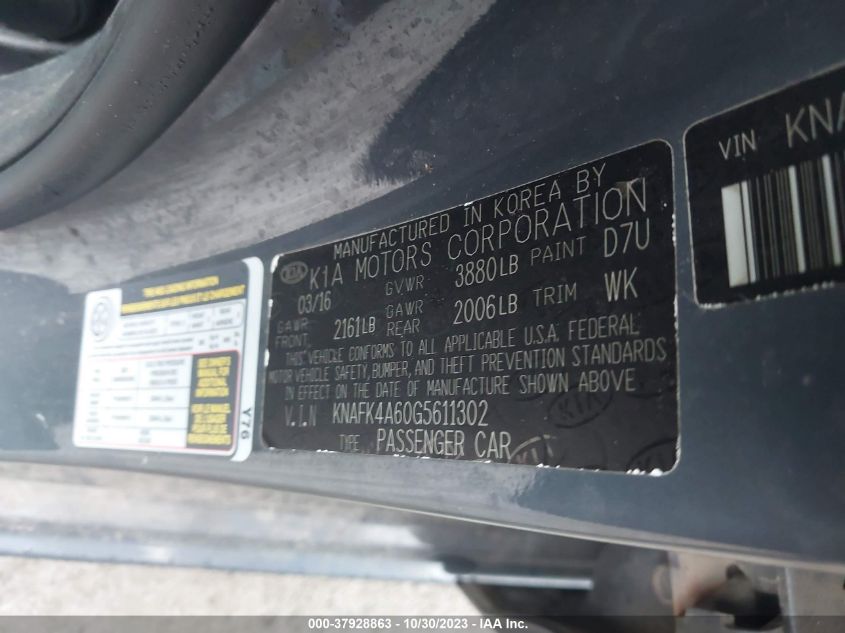 MANUFACTURED IN KOREA BY
KIA KIA MOTORS CORPORATION
03/16 GVWR 3880LB PAINT D7U
GAWR FRONT 2161LB GAWR REAR 2006LB TRIM WK
THIS VEHICLE CONFORMS TO ALL APPLICABLE U.S.A. FEDERAL
MOTOR VEHICLE SAFETY, BUMPER, AND THEFT PREVENTION STANDARDS
IN EFFECT ON THE DATE OF MANUFACTURE SHOWN ABOVE
V.I.N KNAFK4A60G5611302
TYPE PASSENGER CAR
VIN KNA
Y76
000-37928863 - 10/30/2023 - IAA Inc.